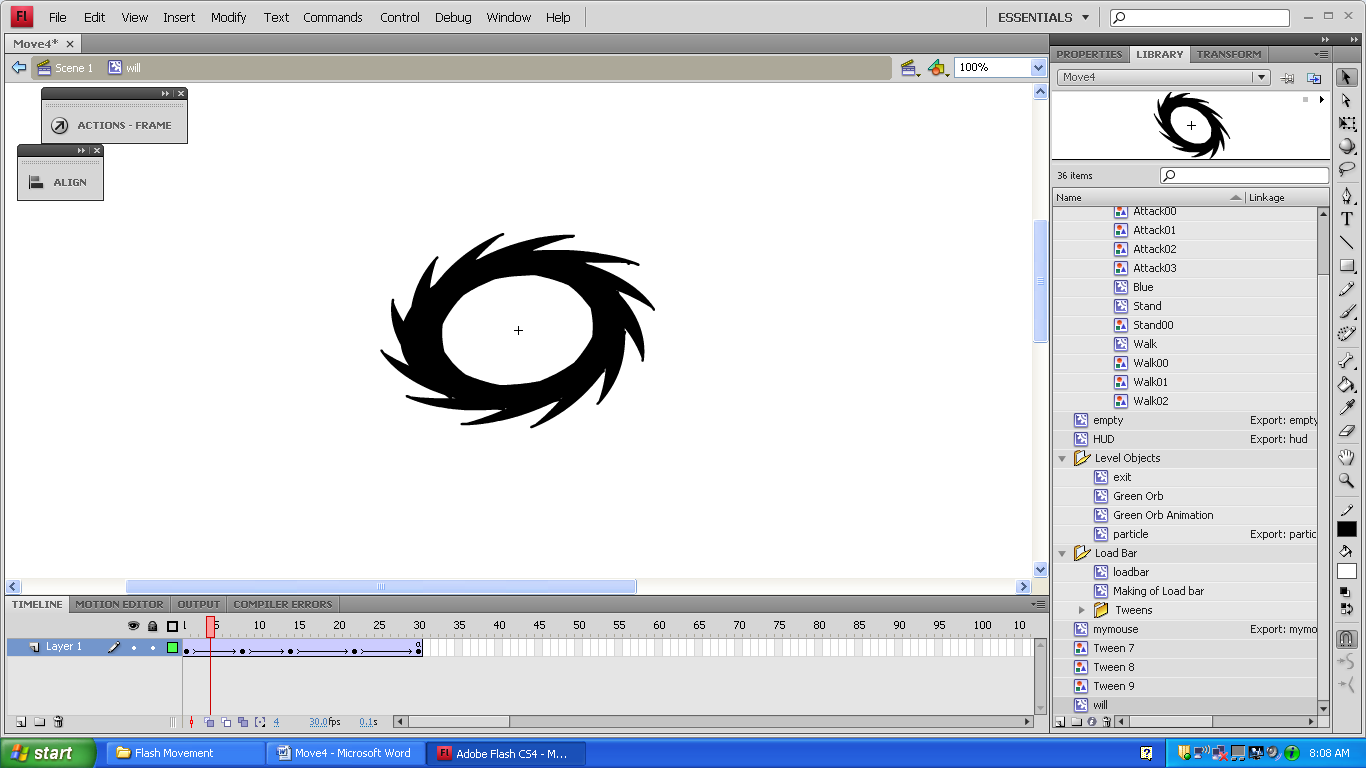 Fl File Edit View Insert Modify Text Commands Control Debug Window Help ESSENTIALS
Move4* ×
Scene 1 will 100%
ACTIONS - FRAME
ALIGN
PROPERTIES LIBRARY TRANSFORM
Move4
36 items
Name Linkage
Attack00
Attack01
Attack02
Attack03
Blue
Stand
Stand00
Walk
Walk00
Walk01
Walk02
empty Export: empty
HUD Export: hud
Level Objects
exit
Green Orb
Green Orb Animation
particle Export: partic
Load Bar
loadbar
Making of Load bar
Tweens
mymouse Export: mymo
Tween 7
Tween 8
Tween 9
will
T
TIMELINE MOTION EDITOR OUTPUT COMPILER ERRORS
5 10 15 20 25 30 35 40 45 50 55 60 65 70 75 80 85 90 95 100 10
Layer 1
4 30.0fps 0.1s
start Flash Movement Move4 - Microsoft Word Fl Adobe Flash CS4 - M... 8:08 AM